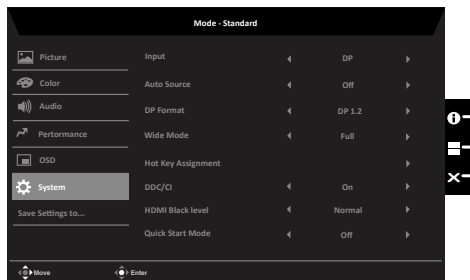 Mode - Standard
Picture
Color
Audio
Pertormance
OSD
System
Save Settings to...
Input DP
Auto Source Off
DP Format DP 1.2
Wide Mode Full
Hot Key Assignment
DDC/CI On
HDMI Black level Normal
Quick Start Mode Off
Move Enter